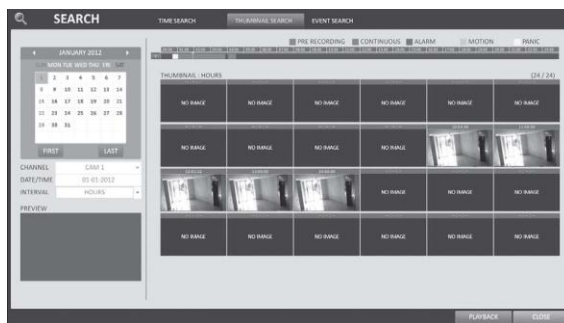 SEARCH
TIME SEARCH THUMBNAIL SEARCH EVENT SEARCH
PRE RECORDING CONTINUOUS ALARM MOTION PANIC
JANUARY 2012
SUN MON TUE WED THU FRI SAT
1 2 3 4 5 6 7
8 9 10 11 12 13 14
15 16 17 18 19 20 21
22 23 24 25 26 27 28
29 30 31
FIRST LAST
CHANNEL CAM 1
DATE/TIME 01-01-2012
INTERVAL HOURS
PREVIEW
THUMBNAIL : HOURS (24 / 24)
NO IMAGE NO IMAGE NO IMAGE NO IMAGE NO IMAGE NO IMAGE
NO IMAGE NO IMAGE NO IMAGE NO IMAGE
NO IMAGE NO IMAGE NO IMAGE
NO IMAGE NO IMAGE NO IMAGE NO IMAGE NO IMAGE NO IMAGE
PLAYBACK CLOSE